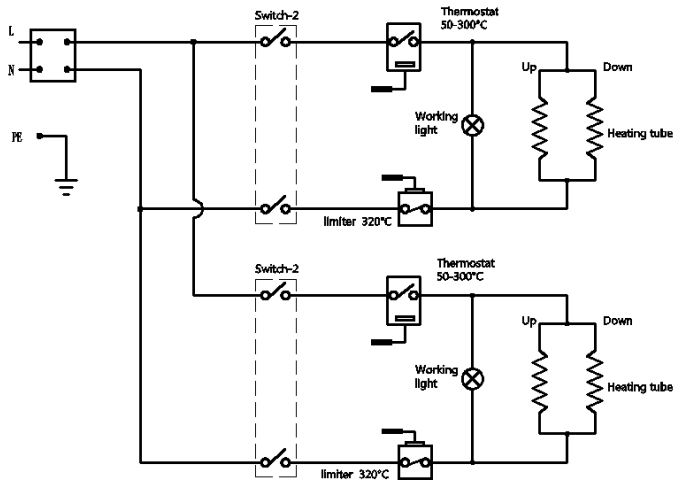 Switch-2
Thermostat
50-300°C
L
N
Up
Down
Working
light
Heating tube
PE
limiter 320°C
Switch-2
Thermostat
50-300°C
Up
Down
Working
light
Heating tube
limiter 320°C